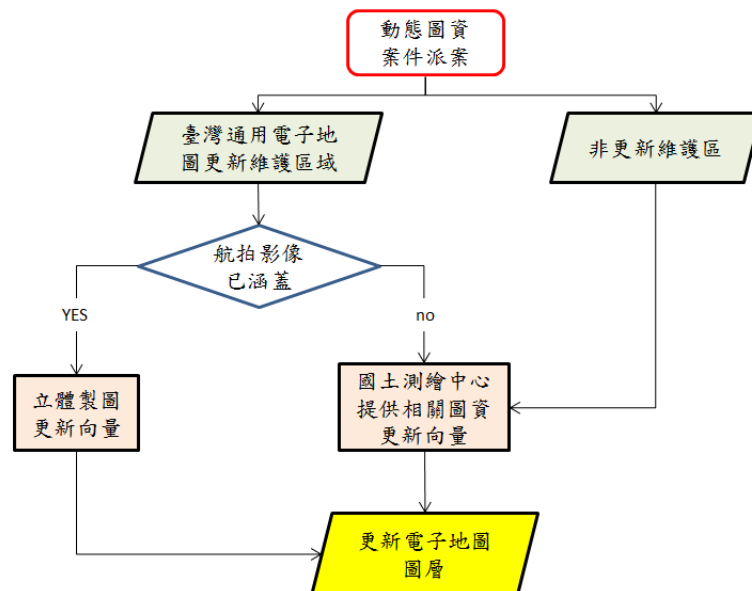 動態圖資
案件派案
臺灣通用電子地
圖更新維護區域
非更新維護區
航拍影像
已涵蓋
YES
no
立體製圖
更新向量
國土測繪中心
提供相關圖資
更新向量
更新電子地圖
圖層